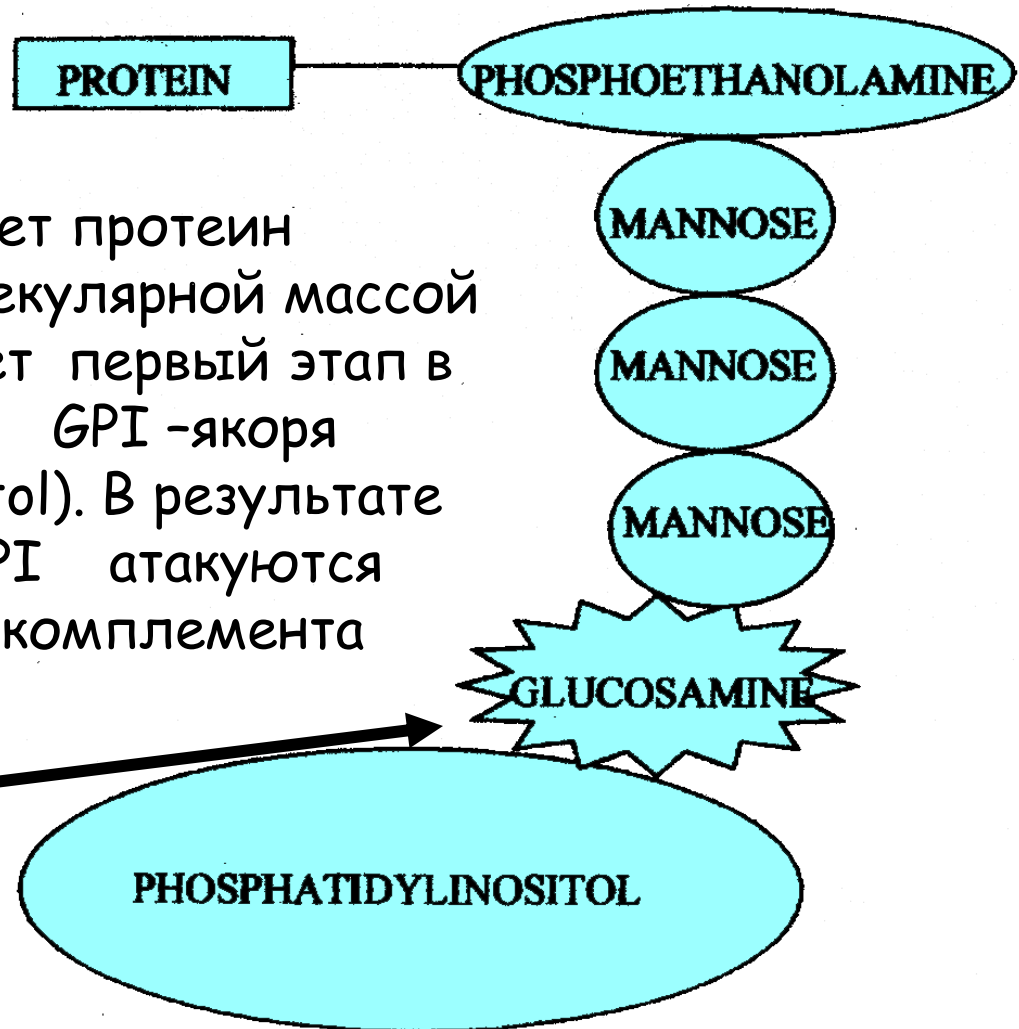 PROTEIN
PHOSPHOETHANOLAMINE
MANNOSE
ет протеин
екулярной массой
ет первый этап в
GPI –якоря
tol). В результате
PI атакуются
комплемента
MANNOSE
MANNOSE
GLUCOSAMINE
PHOSPHATIDYLINOSITOL